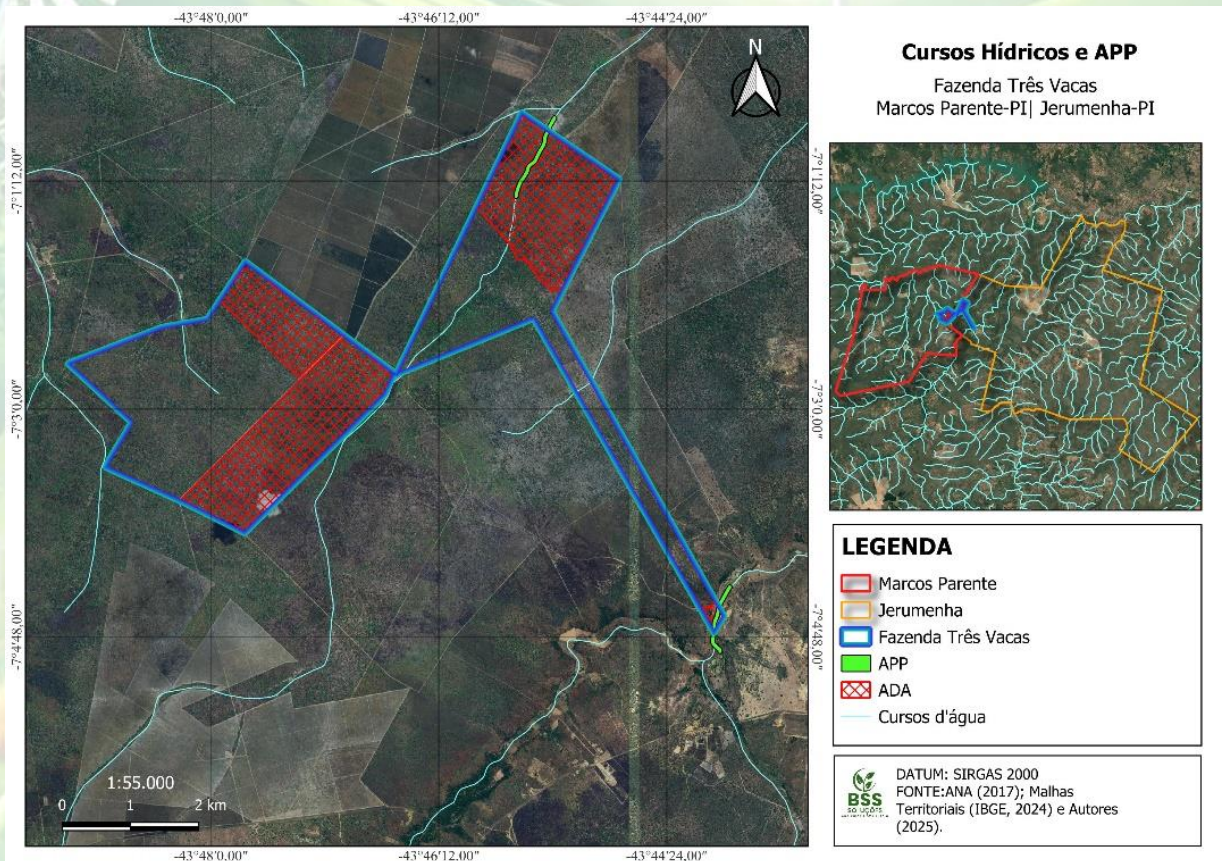 -43°48'0,00"
-43°46'12,00"
-43°44'24,00"
N
-7°1'12,00"
-7°1'12,00"
-7°3'0,00"
-7°3'0,00"
-7°4'48,00"
-7°4'48,00"
1:55.000
0 1 2 km
-43°48'0,00"
-43°46'12,00"
-43°44'24,00"
Cursos Hídricos e APP
Fazenda Três Vacas
Marcos Parente-PI| Jerumenha-PI
LEGENDA
Marcos Parente
Jerumenha
Fazenda Três Vacas
APP
ADA
Cursos d'água
BSS
SOLUÇÕES
DATUM: SIRGAS 2000
FONTE:ANA (2017); Malhas
Territoriais (IBGE, 2024) e Autores
(2025).